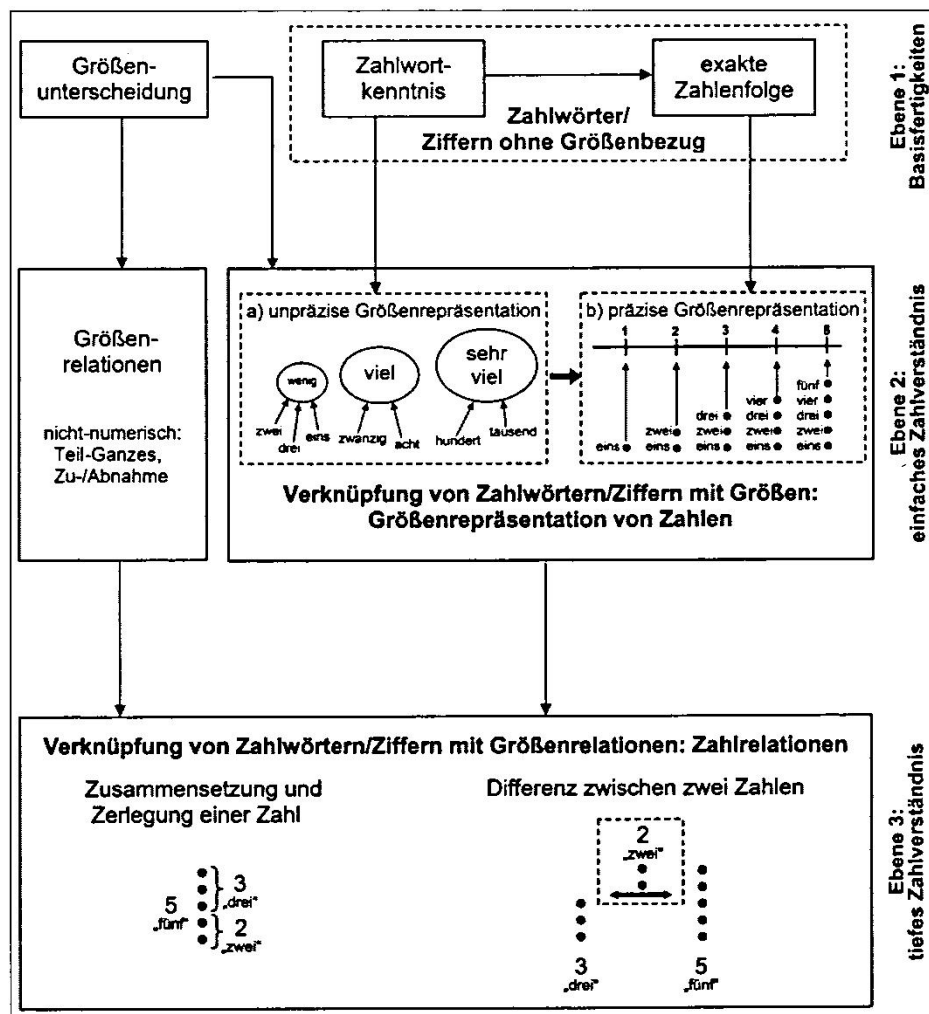 Größen-
unterscheidung
Zahlwort-
kenntnis
exakte
Zahlenfolge
Zahlwörter/
Ziffern ohne Größenbezug
Ebene 1:
Basisfertigkeiten
Größen-
relationen
nicht-numerisch:
Teil-Ganzes,
Zu-/Abnahme
a) unpräzise Größenrepräsentation
wenig
viel
sehr
viel
zwei
drei
eins
zwanzig
acht
hundert
tausend
b) präzise Größenrepräsentation
1 2 3 4 5
fünf
vier vier
drei drei drei
zwei zwei zwei zwei
eins eins eins eins eins
Verknüpfung von Zahlwörtern/Ziffern mit Größen:
Größenrepräsentation von Zahlen
Ebene 2:
einfaches Zahlverständnis
Verknüpfung von Zahlwörtern/Ziffern mit Größenrelationen: Zahlrelationen
Zusammensetzung und
Zerlegung einer Zahl
5
„fünf“
3
„drei“
2
„zwei“
Differenz zwischen zwei Zahlen
2
„zwei“
3
„drei“
5
„fünf“
Ebene 3:
tiefes Zahlverständnis